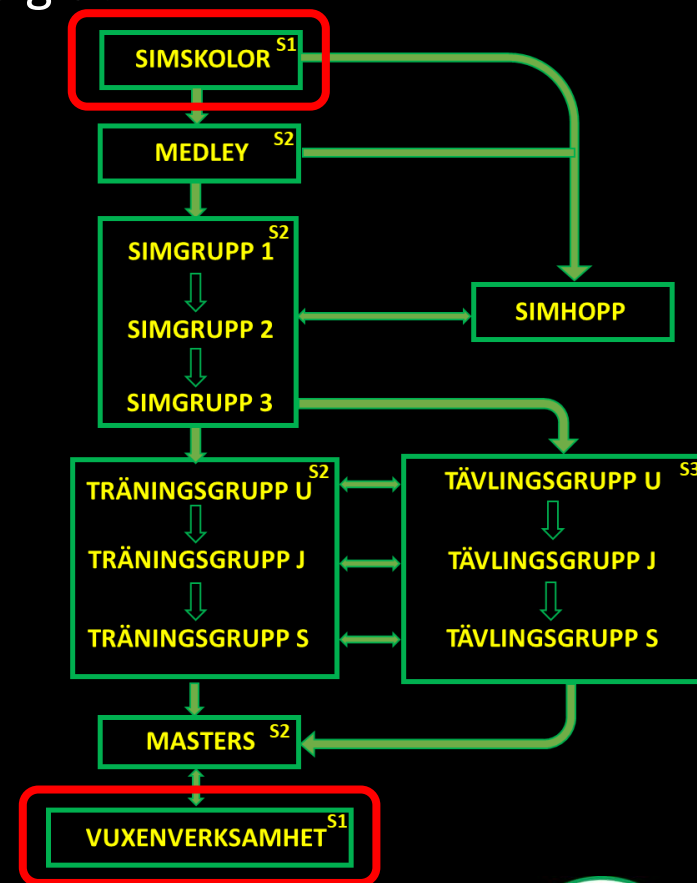 g
SIMSKOLOR S1
MEDLEY S2
SIMGRUPP 1 S2
SIMGRUPP 2
SIMHOPP
SIMGRUPP 3
TRÄNINGSGRUPP U S2
TÄVLINGSGRUPP U S3
TRÄNINGSGRUPP J
TÄVLINGSGRUPP J
TRÄNINGSGRUPP S
TÄVLINGSGRUPP S
MASTERS S2
VUXENVERKSAMHET S1